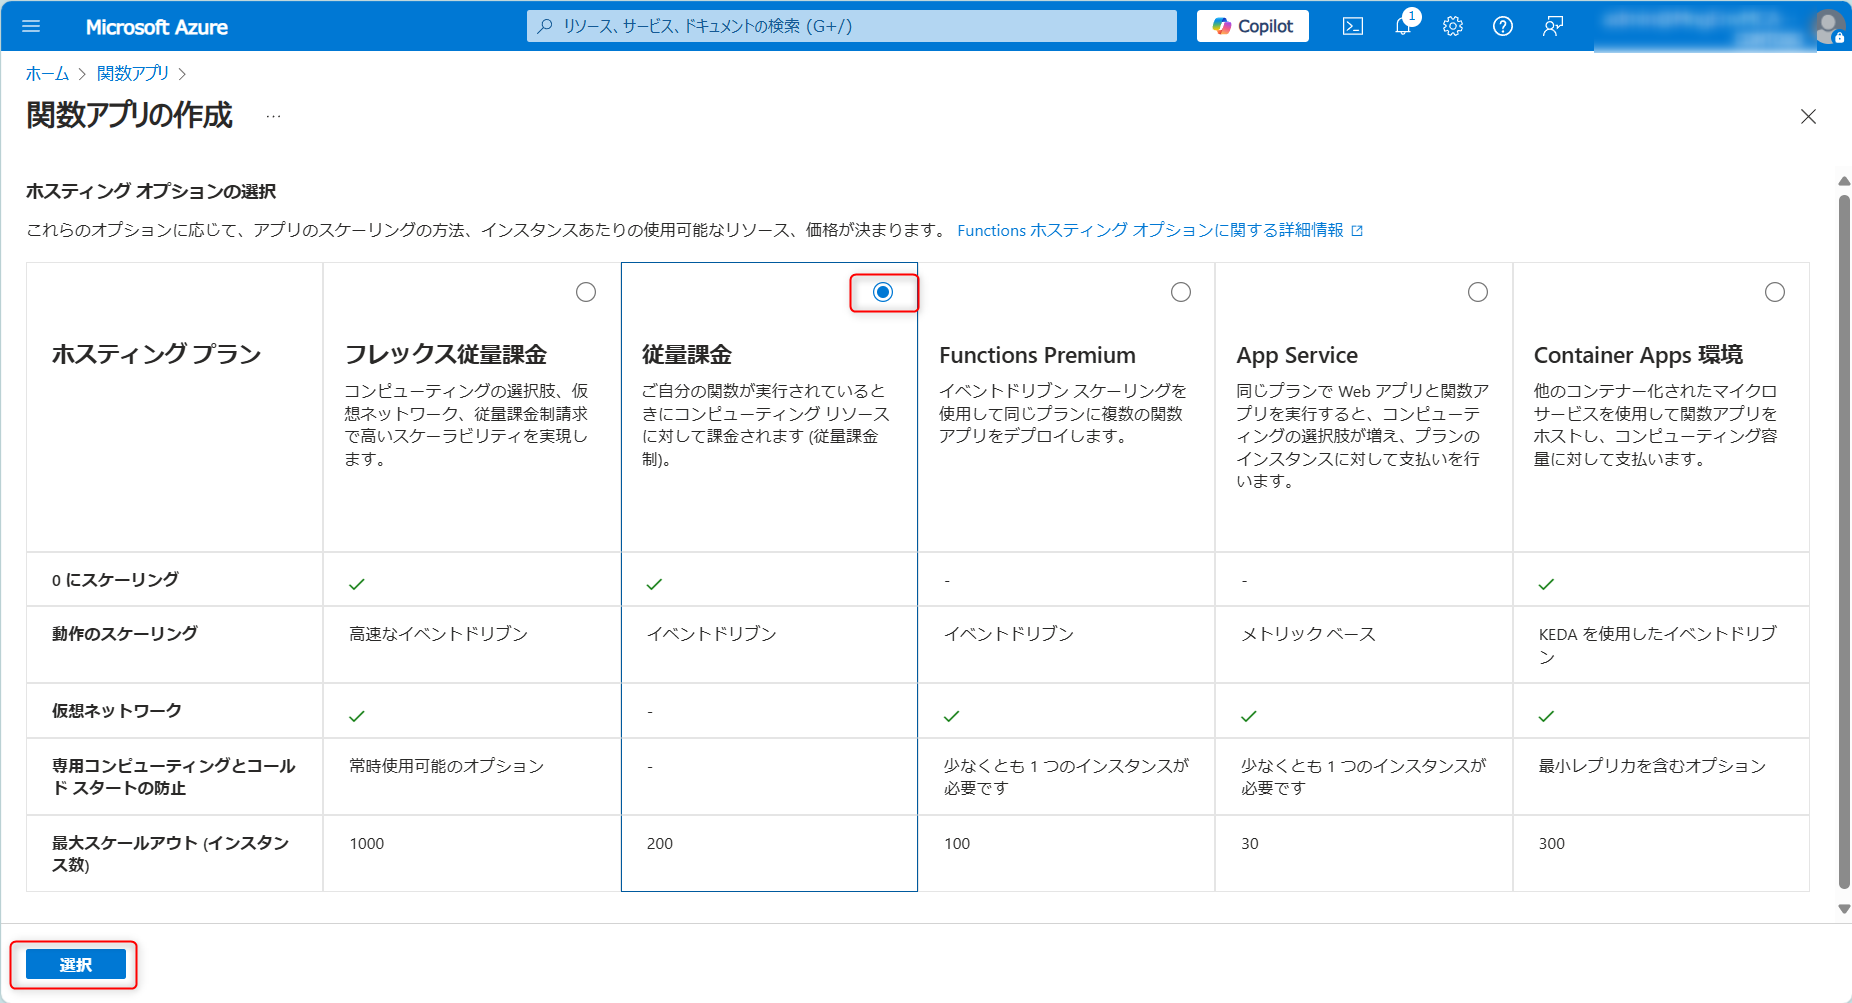 Microsoft Azure
リソース、サービス、ドキュメントの検索 (G+/)
Copilot
1
ホーム > 関数アプリ >
関数アプリの作成 ...
ホスティング オプションの選択
これらのオプションに応じて、アプリのスケーリングの方法、インスタンスあたりの使用可能なリソース、価格が決まります。 Functions ホスティング オプションに関する詳細情報
ホスティング プラン
フレックス従量課金
コンピューティングの選択肢、仮
想ネットワーク、従量課金制請求
で高いスケーラビリティを実現し
ます。
従量課金
ご自分の関数が実行されていると
きにコンピューティング リソース
に対して課金されます (従量課金
制)。
Functions Premium
イベントドリブン スケーリングを
使用して同じプランに複数の関数
アプリをデプロイします。
App Service
同じプランで Web アプリと関数ア
プリを実行すると、コンピューテ
ィングの選択肢が増え、プランの
インスタンスに対して支払いを行
います。
Container Apps 環境
他のコンテナー化されたマイクロ
サービスを使用して関数アプリを
ホストし、コンピューティング容
量に対して支払います。
0 にスケーリング
- -
動作のスケーリング
高速なイベントドリブン
イベントドリブン
イベントドリブン
メトリック ベース
KEDA を使用したイベントドリブ
ン
仮想ネットワーク
-
専用コンピューティングとコール
ド スタートの防止
常時使用可能のオプション
-
少なくとも 1 つのインスタンスが
必要です
少なくとも 1 つのインスタンスが
必要です
最小レプリカを含むオプション
最大スケールアウト (インスタン
ス数)
1000
200
100
30
300
選択